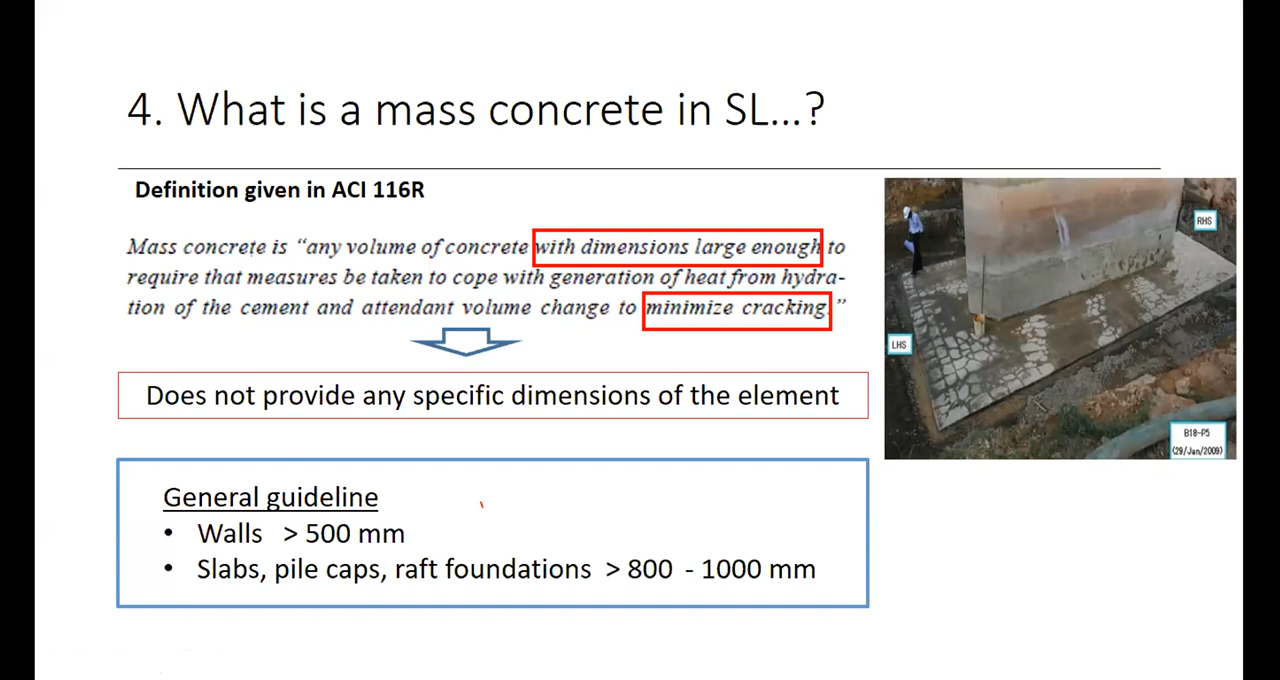 4. What is a mass concrete in SL...?
Definition given in ACI 116R
Mass concrete is “any volume of concrete with dimensions large enough to
require that measures be taken to cope with generation of heat from hydra-
tion of the cement and attendant volume change to minimize cracking.”
Does not provide any specific dimensions of the element
General guideline
• Walls > 500 mm
• Slabs, pile caps, raft foundations > 800 - 1000 mm
RHS
LHS
B18-P5
(29/Jan/2009)